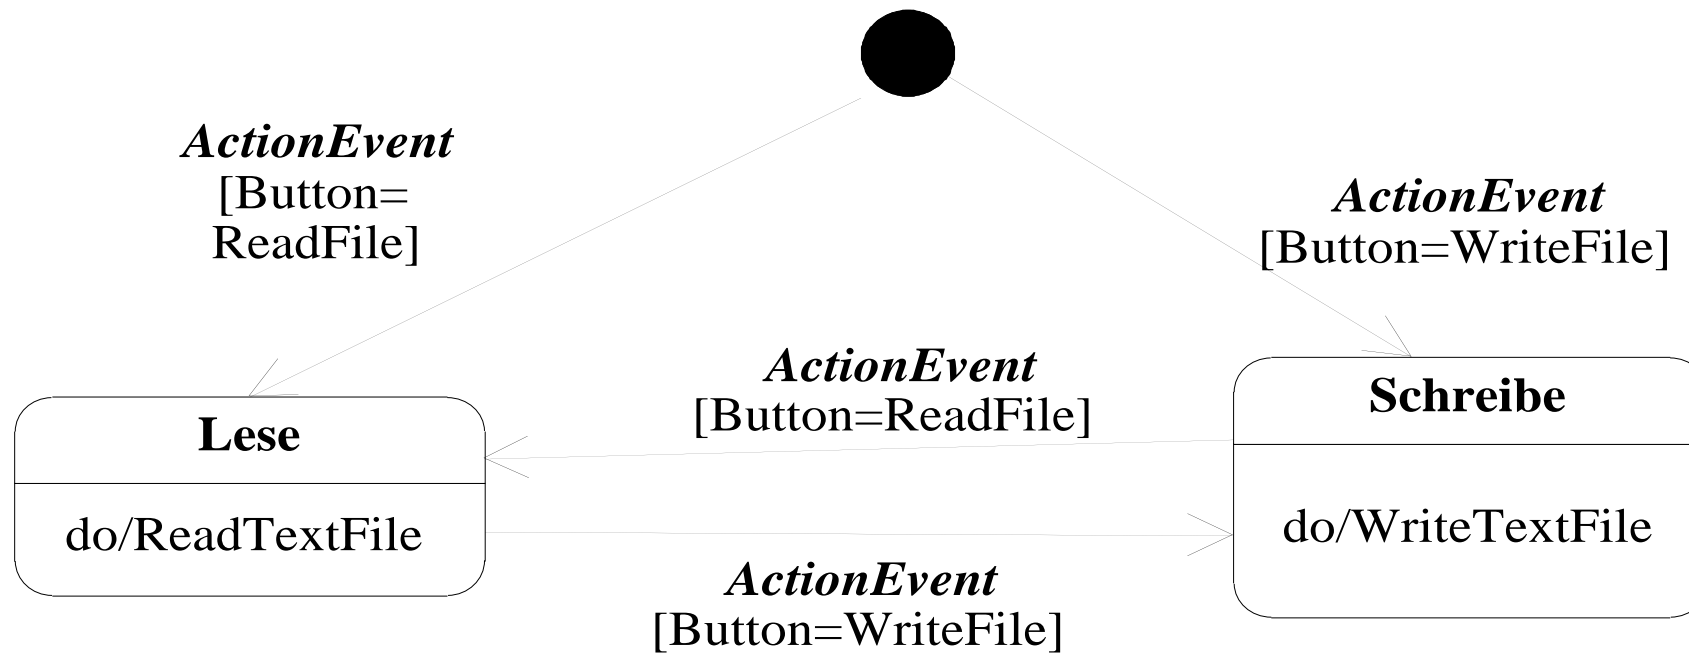 ActionEvent
[Button=
ReadFile]
ActionEvent
[Button=WriteFile]
ActionEvent
[Button=ReadFile]
Lese
do/ReadTextFile
Schreibe
do/WriteTextFile
ActionEvent
[Button=WriteFile]